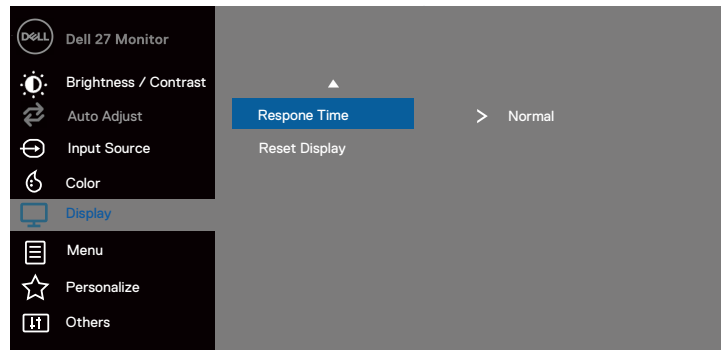 DELL
Dell 27 Monitor
Brightness / Contrast
Auto Adjust
Respone Time > Normal
Input Source
Reset Display
Color
Display
Menu
Personalize
Others